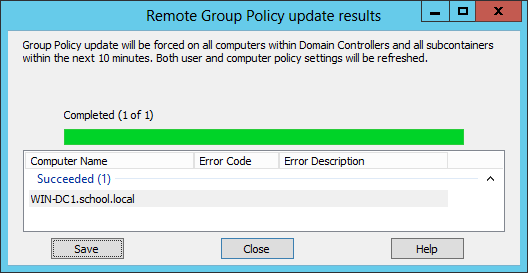 Remote Group Policy update results
Group Policy update will be forced on all computers within Domain Controllers and all subcontainers
within the next 10 minutes. Both user and computer policy settings will be refreshed.
Completed (1 of 1)
Computer Name Error Code Error Description
Succeeded (1)
WIN-DC1.school.local
Save Close Help